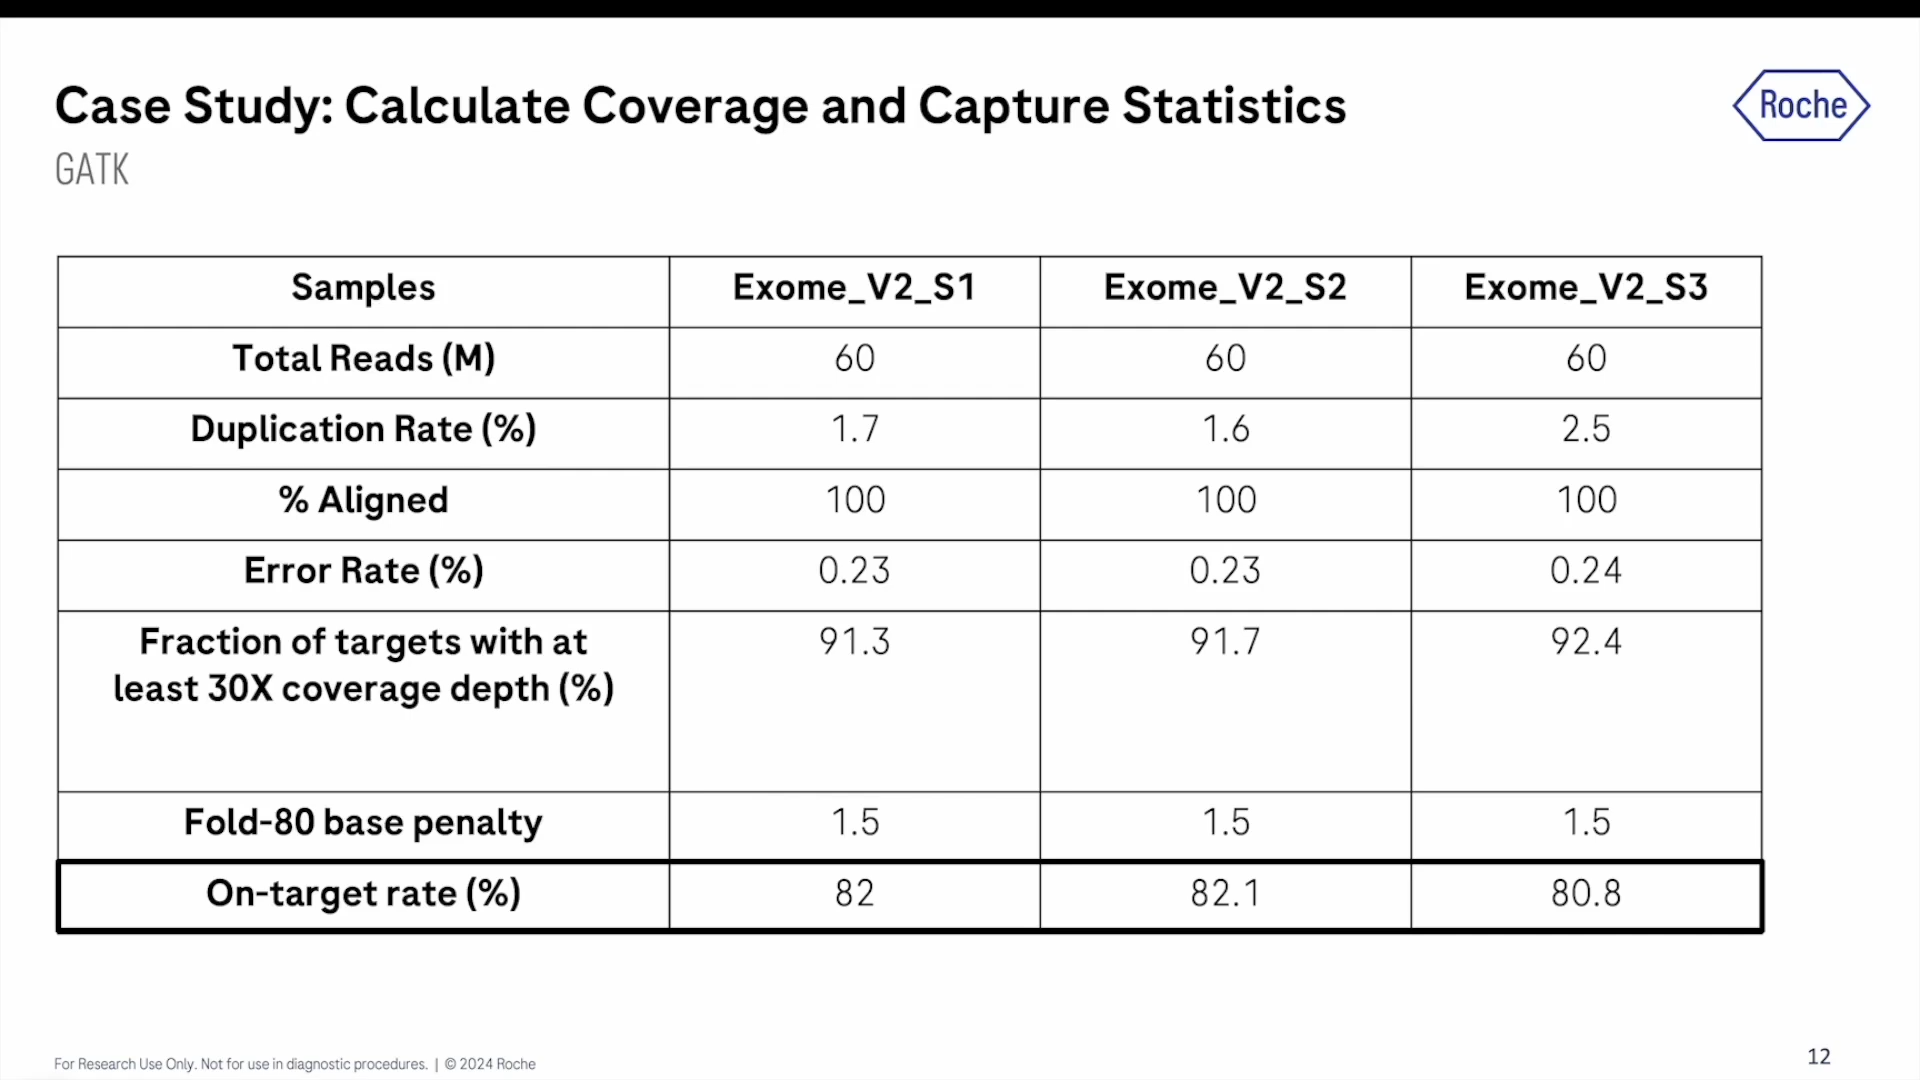 Case Study: Calculate Coverage and Capture Statistics
Roche
GATK
Samples Exome_V2_S1 Exome_V2_S2 Exome_V2_S3
Total Reads (M) 60 60 60
Duplication Rate (%) 1.7 1.6 2.5
% Aligned 100 100 100
Error Rate (%) 0.23 0.23 0.24
Fraction of targets with at 91.3 91.7 92.4
least 30X coverage depth (%)
Fold-80 base penalty 1.5 1.5 1.5
On-target rate (%) 82 82.1 80.8
For Research Use Only. Not for use in diagnostic procedures. | © 2024 Roche
12